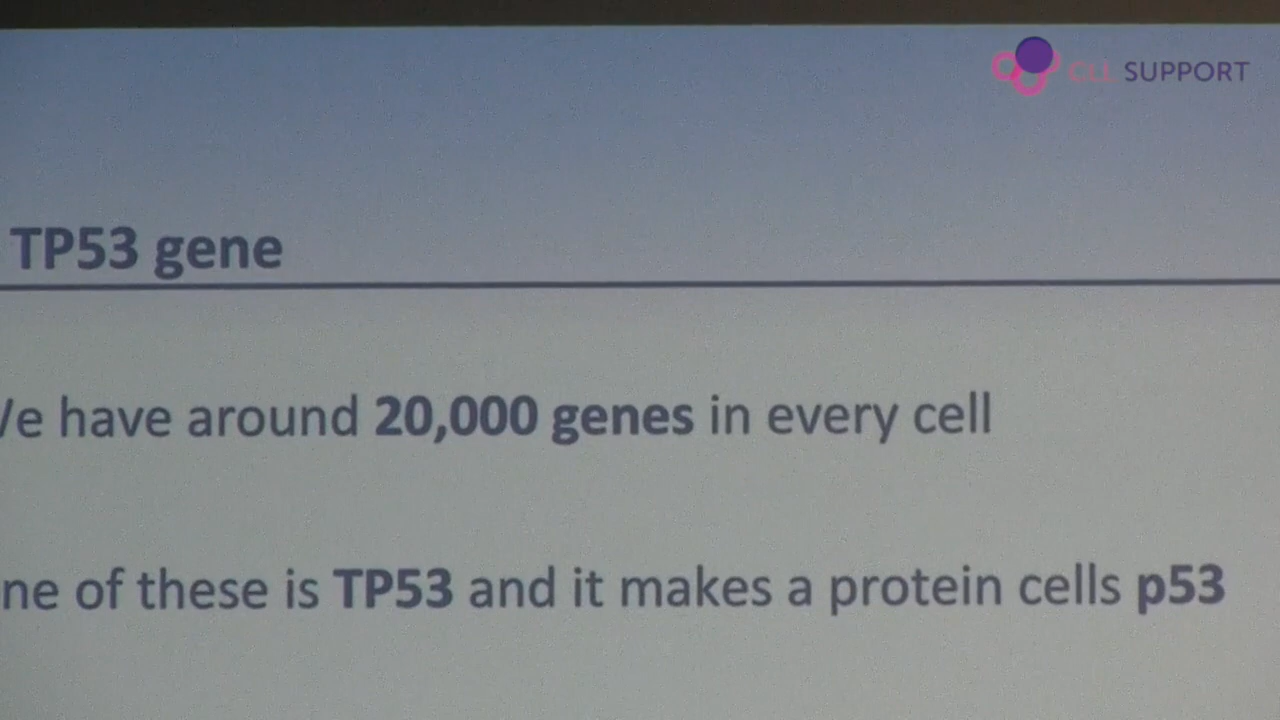 CLL SUPPORT
TP53 gene
We have around 20,000 genes in every cell
ne of these is TP53 and it makes a protein cells p53